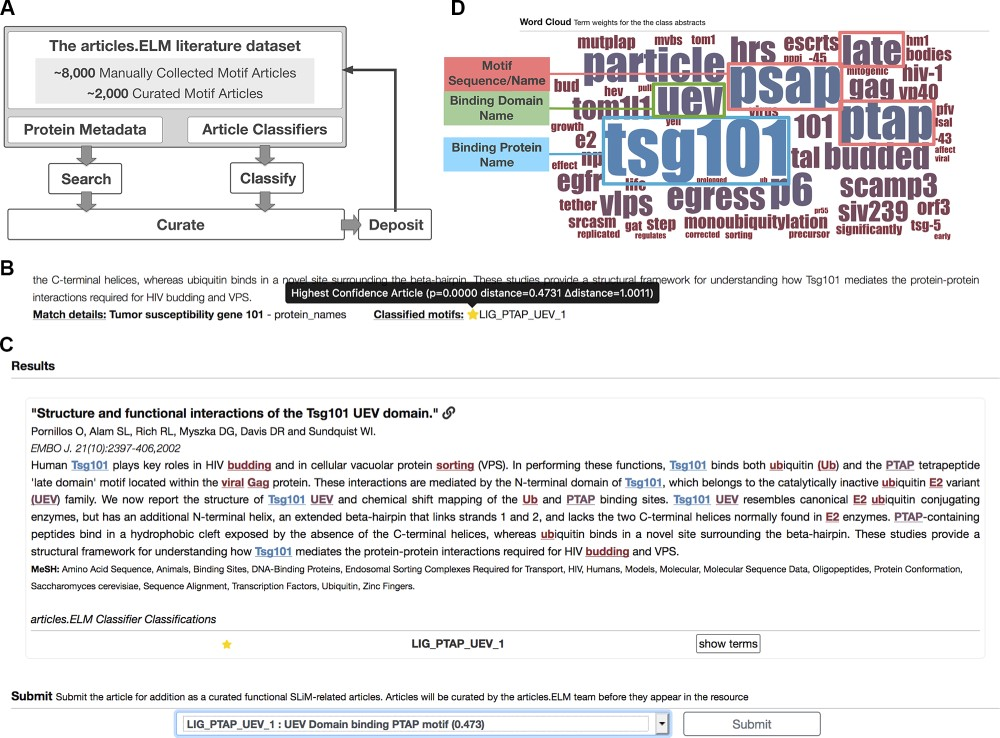 A
The articles.ELM literature dataset
~8,000 Manually Collected Motif Articles
~2,000 Curated Motif Articles
Protein Metadata
Article Classifiers
Search
Classify
Curate
Deposit
D
Word Cloud Term weights for the the class abstracts
Motif
Sequence/Name
Binding Domain
Name
Binding Protein
Name
mutplap
mvbs
tom1
hrs
escrts
pppi
-45
late
hm1
bodies
particle
bud
hev
pull
psap
mitogenic
gag
hiv-1
vp40
tom1l1
uev
virus
growth
yell
101
ptap
pfv
lsal
-43
e2
tsg101
affect
viral
effect
np
tal
budded
egfr
life
prolonged
ub
tether
vlps
egress
p6
scamp3
siv239
orf3
srcasm
gat
step
monoubiquitylation
pr55
significantly
tsg-5
replicated
regulates
corrected
sorting
precursor
early
B
the C-terminal helices, whereas ubiquitin binds in a novel site surrounding the beta-hairpin. These studies provide a structural framework for understanding how Tsg101 mediates the protein-protein
interactions required for HIV budding and VPS.
Highest Confidence Article (p=0.0000 distance=0.4731 Δdistance=1.0011)
Match details: Tumor susceptibility gene 101 - protein_names Classified motifs: LIG_PTAP_UEV_1
C
Results
"Structure and functional interactions of the Tsg101 UEV domain."
Pornillos O, Alam SL, Rich RL, Myszka DG, Davis DR and Sundquist WI.
EMBO J. 21(10):2397-406,2002
Human Tsg101 plays key roles in HIV budding and in cellular vacuolar protein sorting (VPS). In performing these functions, Tsg101 binds both ubiquitin (Ub) and the PTAP tetrapeptide
'late domain' motif located within the viral Gag protein. These interactions are mediated by the N-terminal domain of Tsg101, which belongs to the catalytically inactive ubiquitin E2 variant
(UEV) family. We now report the structure of Tsg101 UEV and chemical shift mapping of the Ub and PTAP binding sites. Tsg101 UEV resembles canonical E2 ubiquitin conjugating
enzymes, but has an additional N-terminal helix, an extended beta-hairpin that links strands 1 and 2, and lacks the two C-terminal helices normally found in E2 enzymes. PTAP-containing
peptides bind in a hydrophobic cleft exposed by the absence of the C-terminal helices, whereas ubiquitin binds in a novel site surrounding the beta-hairpin. These studies provide a
structural framework for understanding how Tsg101 mediates the protein-protein interactions required for HIV budding and VPS.
MeSH: Amino Acid Sequence, Animals, Binding Sites, DNA-Binding Proteins, Endosomal Sorting Complexes Required for Transport, HIV, Humans, Models, Molecular, Molecular Sequence Data, Oligopeptides, Protein Conformation,
Saccharomyces cerevisiae, Sequence Alignment, Transcription Factors, Ubiquitin, Zinc Fingers.
articles.ELM Classifier Classifications
LIG_PTAP_UEV_1
show terms
Submit Submit the article for addition as a curated functional SLiM-related articles. Articles will be curated by the articles.ELM team before they appear in the resource
LIG_PTAP_UEV_1 : UEV Domain binding PTAP motif (0.473)
Submit